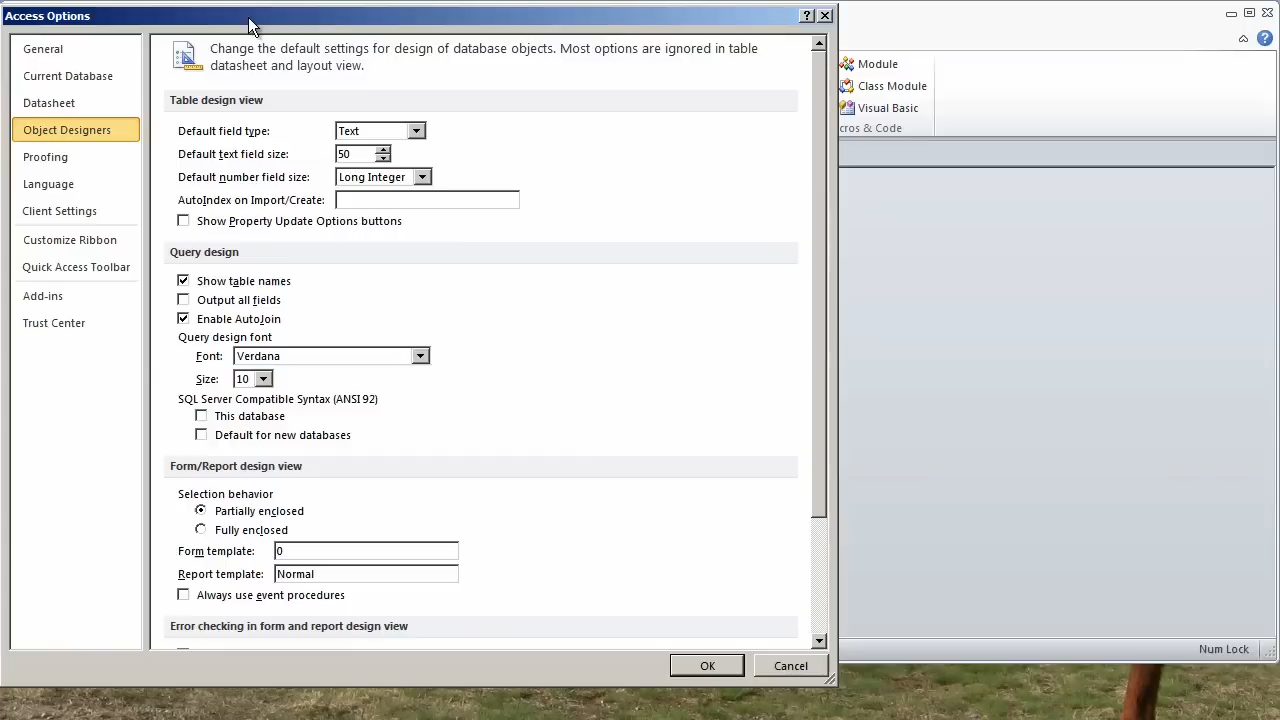 Access Options
General
Current Database
Datasheet
Object Designers
Proofing
Language
Client Settings
Customize Ribbon
Quick Access Toolbar
Add-ins
Trust Center
Change the default settings for design of database objects. Most options are ignored in table
datasheet and layout view.
Table design view
Default field type: Text
Default text field size: 50
Default number field size: Long Integer
AutoIndex on Import/Create:
Show Property Update Options buttons
Query design
Show table names
Output all fields
Enable AutoJoin
Query design font
Font: Verdana
Size: 10
SQL Server Compatible Syntax (ANSI 92)
This database
Default for new databases
Form/Report design view
Selection behavior
Partially enclosed
Fully enclosed
Form template: 0
Report template: Normal
Always use event procedures
Error checking in form and report design view
OK Cancel
Module
Class Module
Visual Basic
cros & Code
Num Lock